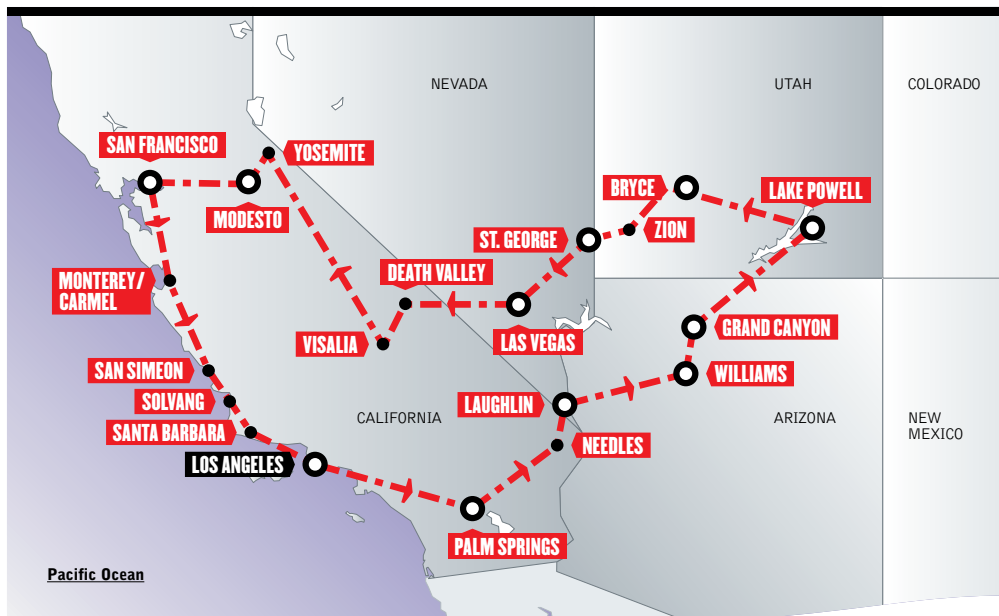 NEVADA
UTAH
COLORADO
SAN FRANCISCO
YOSEMITE
MODESTO
BRYCE
LAKE POWELL
ZION
ST. GEORGE
MONTEREY/
CARMEL
DEATH VALLEY
VISALIA
LAS VEGAS
GRAND CANYON
SAN SIMEON
WILLIAMS
SOLVANG
CALIFORNIA
LAUGHLIN
ARIZONA
NEW
MEXICO
SANTA BARBARA
NEEDLES
LOS ANGELES
PALM SPRINGS
Pacific Ocean